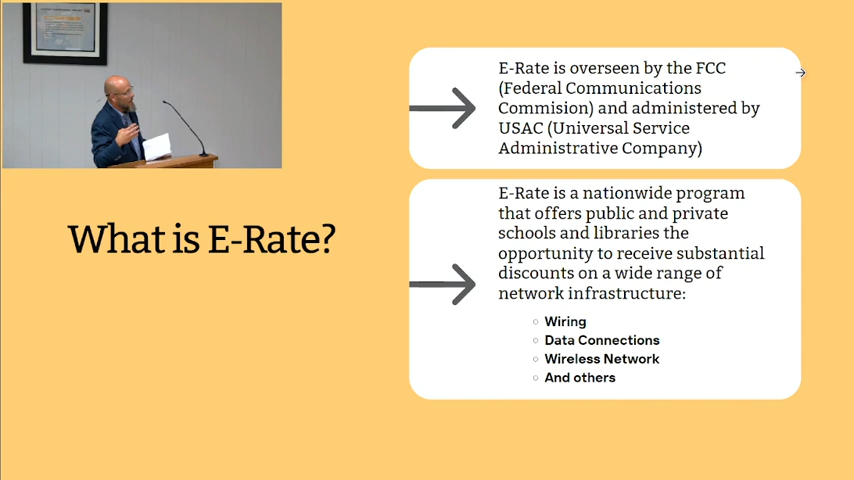 What is E-Rate?
E-Rate is overseen by the FCC
(Federal Communications
Commision) and administered by
USAC (Universal Service
Administrative Company)
E-Rate is a nationwide program
that offers public and private
schools and libraries the
opportunity to receive substantial
discounts on a wide range of
network infrastructure:
Wiring
Data Connections
Wireless Network
And others